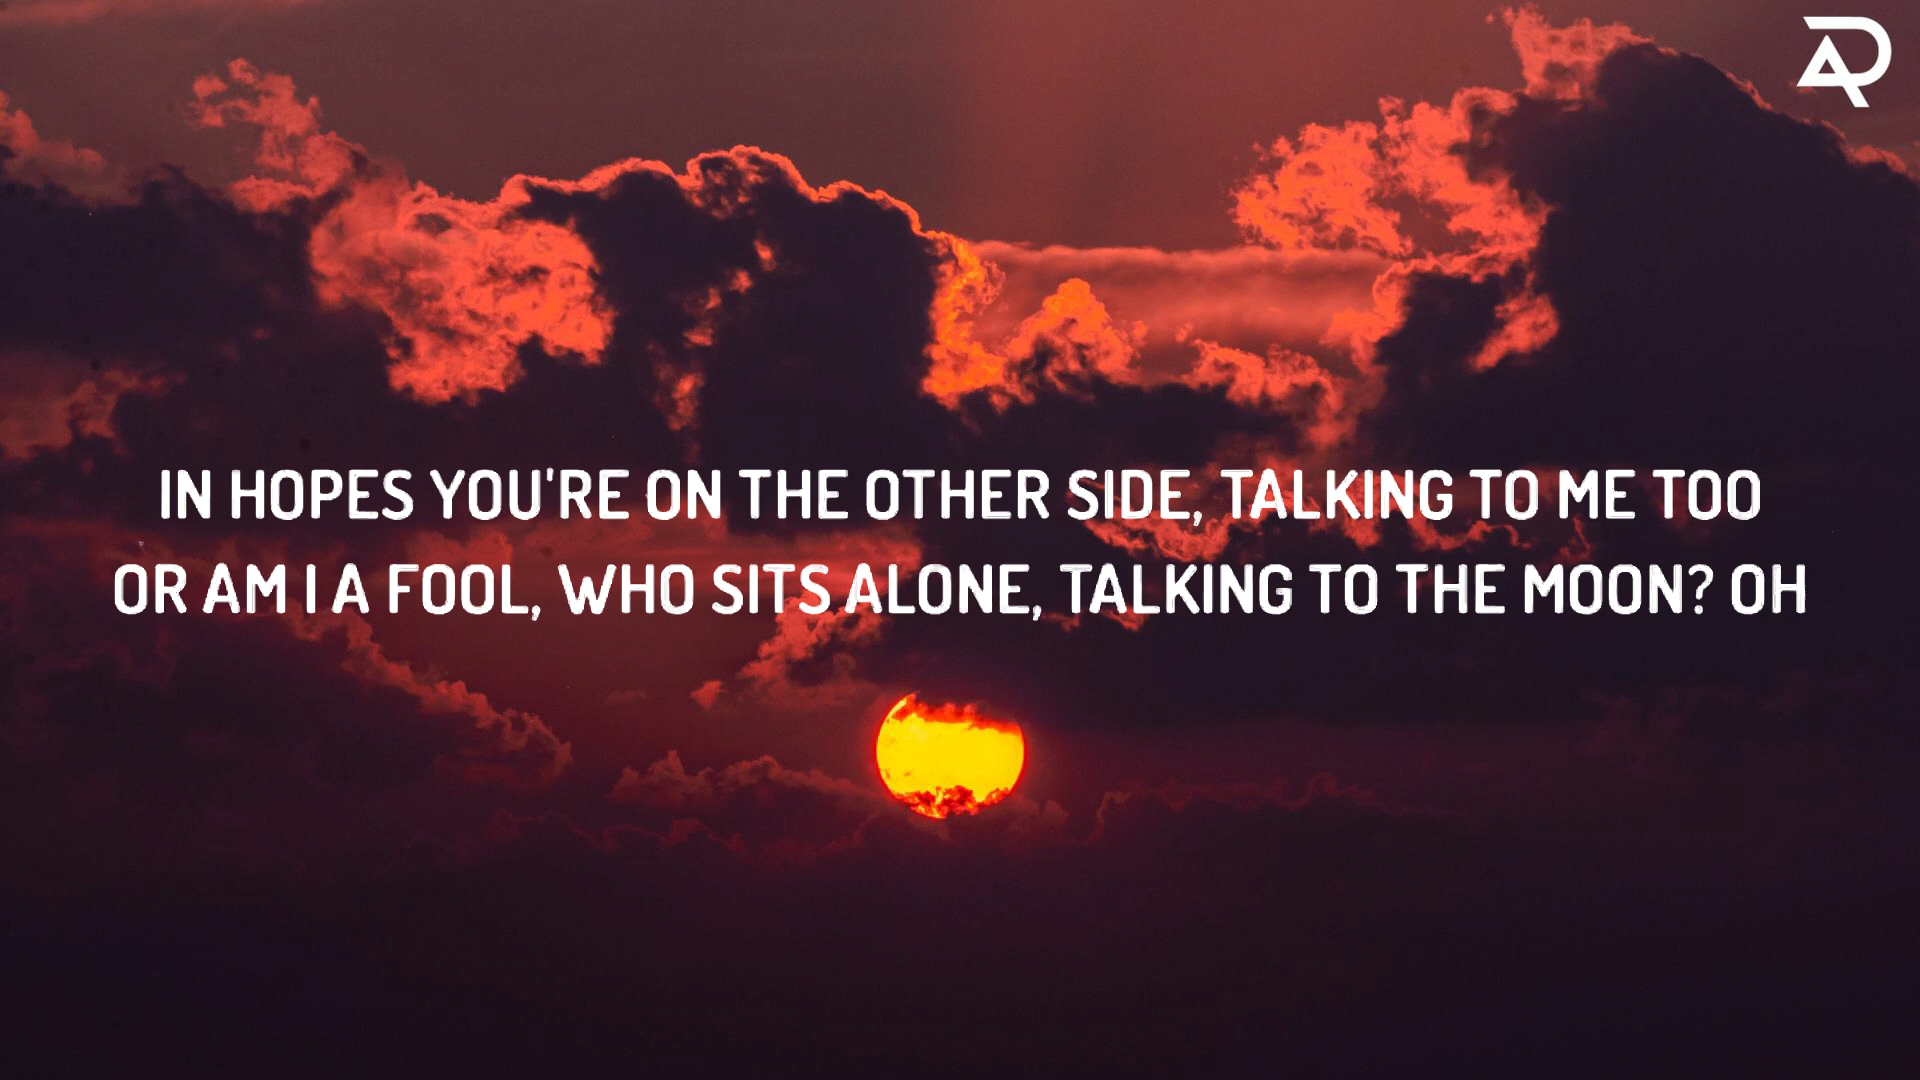 IN HOPES YOU'RE ON THE OTHER SIDE, TALKING TO ME TOO
OR AM I A FOOL, WHO SITS ALONE, TALKING TO THE MOON? OH